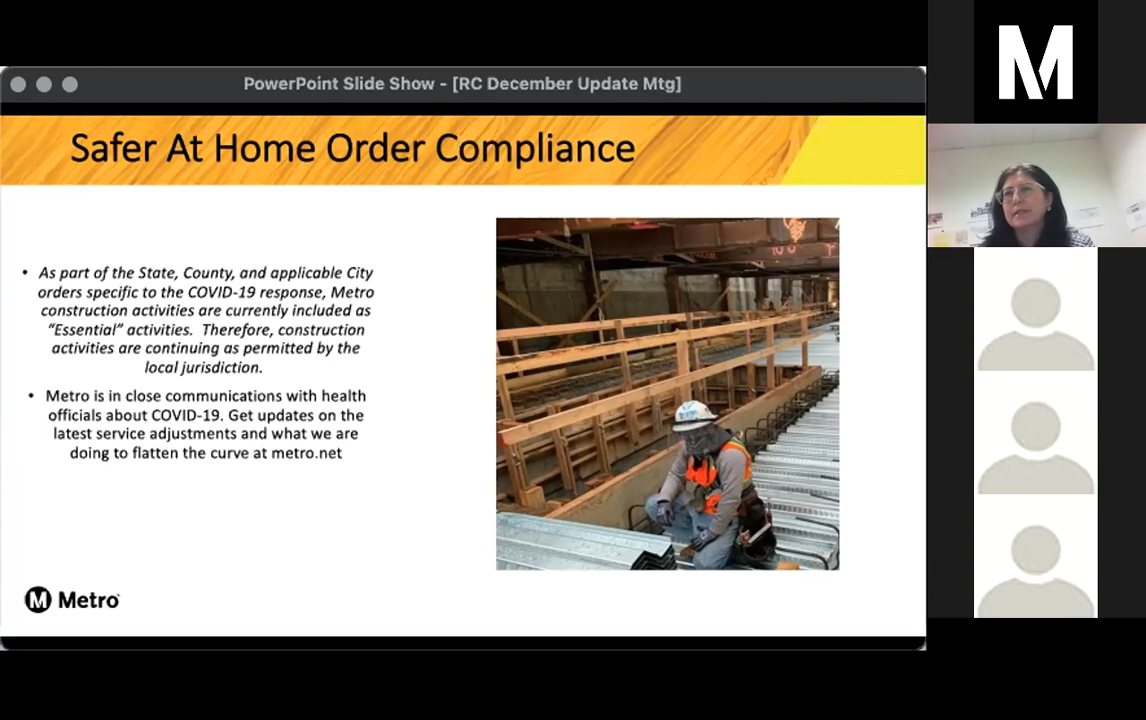 PowerPoint Slide Show - [RC December Update Mtg]
Safer At Home Order Compliance
• As part of the State, County, and applicable City
orders specific to the COVID-19 response, Metro
construction activities are currently included as
“Essential” activities. Therefore, construction
activities are continuing as permitted by the
local jurisdiction.
• Metro is in close communications with health
officials about COVID-19. Get updates on the
latest service adjustments and what we are
doing to flatten the curve at metro.net
M Metro
M